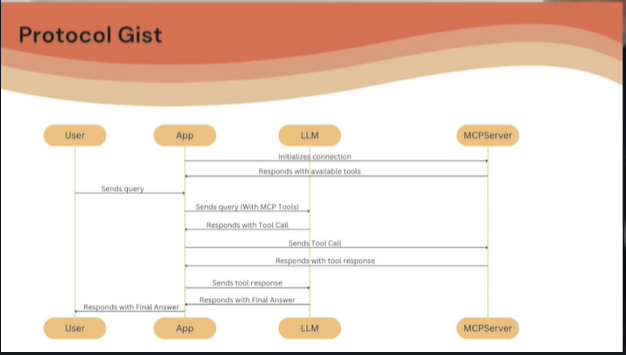 Protocol Gist
User
App
LLM
MCPServer
Initializes connection
Responds with available tools
Sends query
Sends query (With MCP Tools)
Responds with Tool Call
Sends Tool Call
Responds with tool response
Sends tool response
Responds with Final Answer
Responds with Final Answer
User
App
LLM
MCPServer